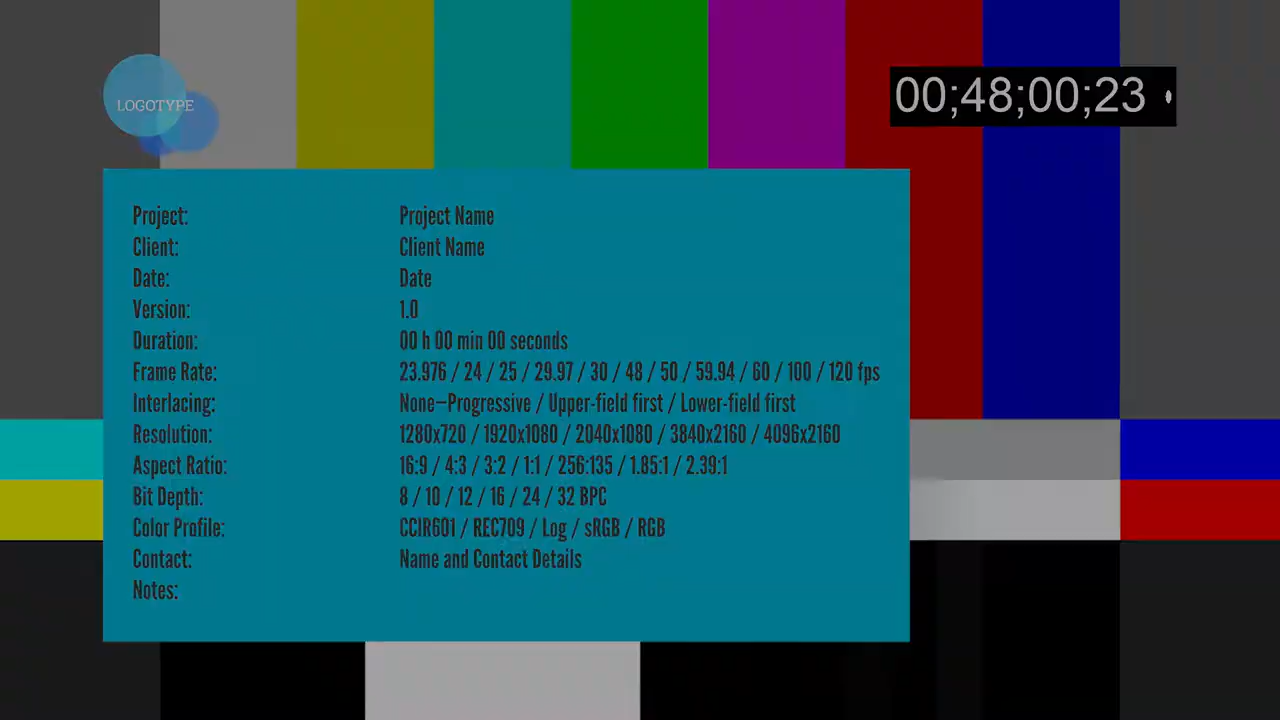 LOGOTYPE
00;48;00;23
Project: Project Name
Client: Client Name
Date: Date
Version: 1.0
Duration: 00 h 00 min 00 seconds
Frame Rate: 23.976 / 24 / 25 / 29.97 / 30 / 48 / 50 / 59.94 / 60 / 100 / 120 fps
Interlacing: None—Progressive / Upper-field first / Lower-field first
Resolution: 1280x720 / 1920x1080 / 2040x1080 / 3840x2160 / 4096x2160
Aspect Ratio: 16:9 / 4:3 / 3:2 / 1:1 / 256:135 / 1.85:1 / 2.39:1
Bit Depth: 8 / 10 / 12 / 16 / 24 / 32 BPC
Color Profile: CCIR601 / REC709 / Log / sRGB / RGB
Contact: Name and Contact Details
Notes: